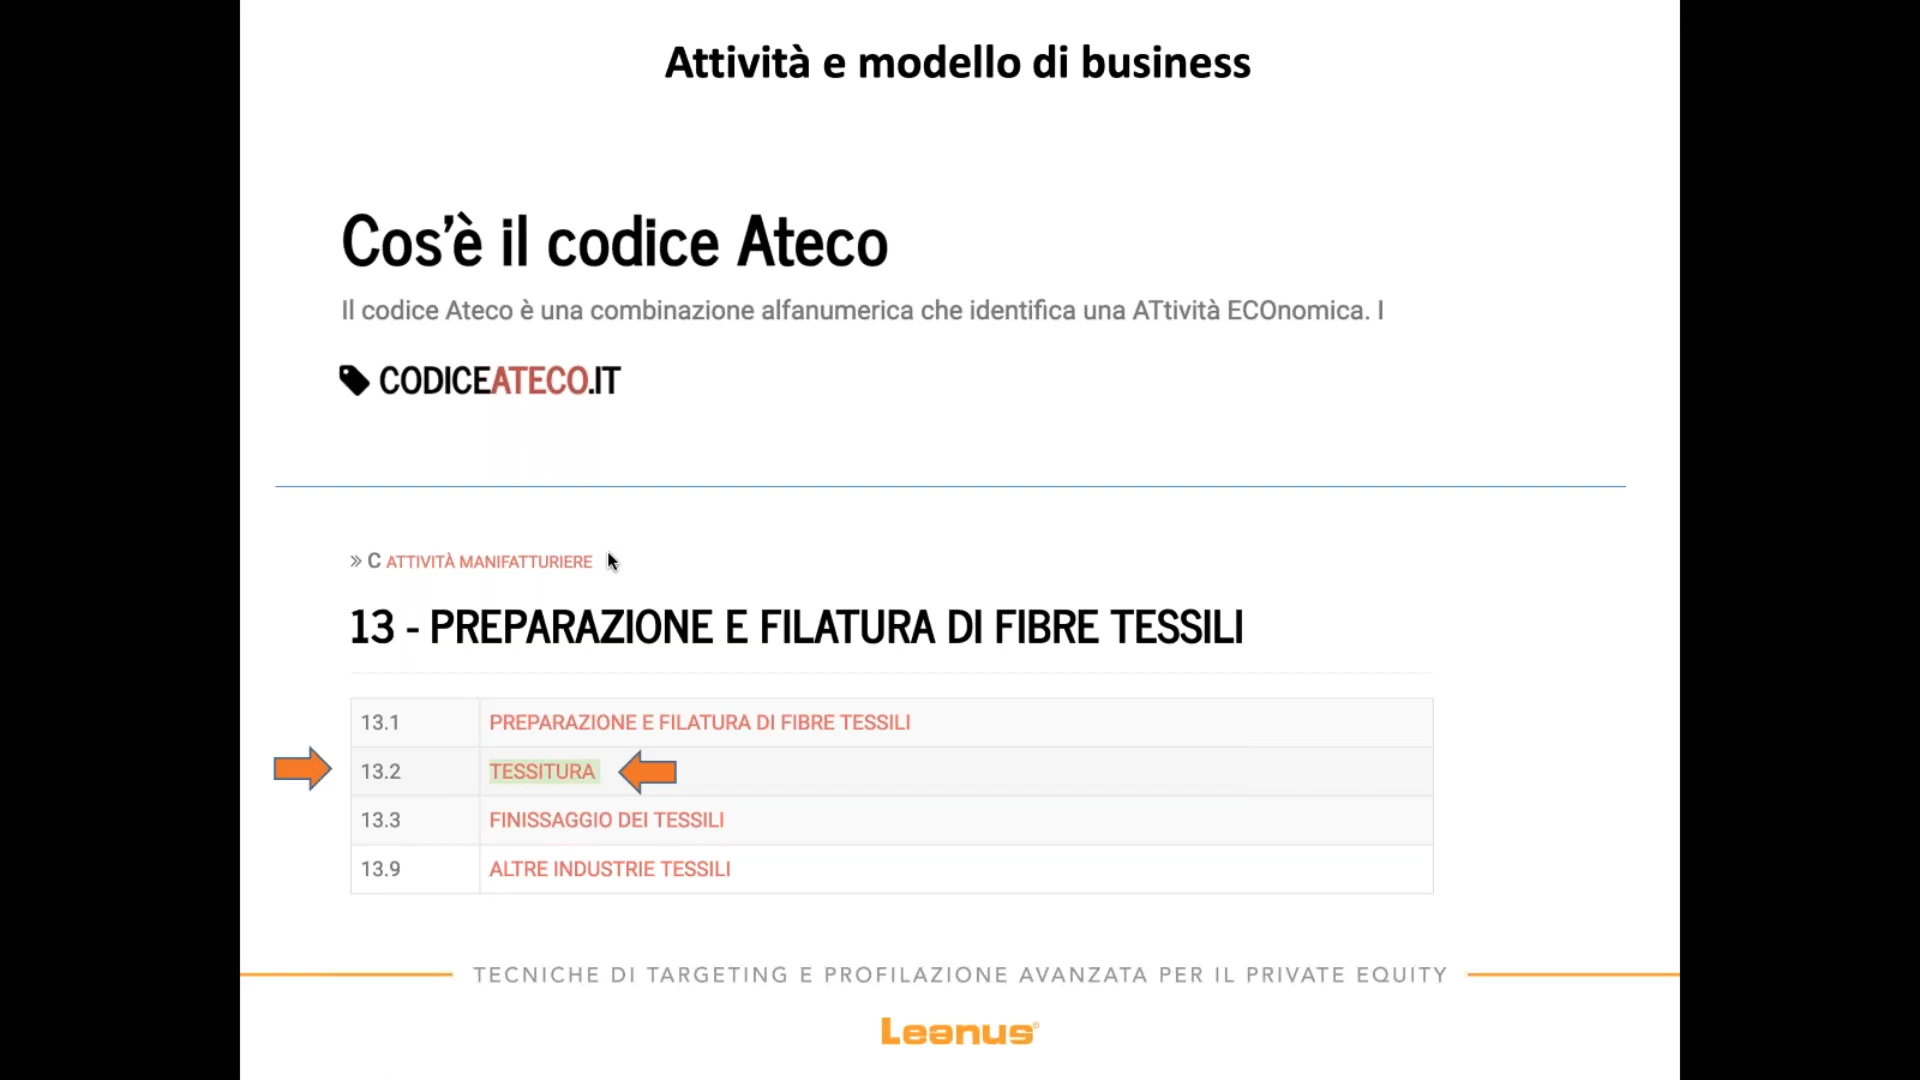 Attività e modello di business
Cos'è il codice Ateco
Il codice Ateco è una combinazione alfanumerica che identifica una ATtività ECOnomica. I
CODICEATECO.IT
» C ATTIVITÀ MANIFATTURIERE
13 - PREPARAZIONE E FILATURA DI FIBRE TESSILI
13.1 PREPARAZIONE E FILATURA DI FIBRE TESSILI
13.2 TESSITURA
13.3 FINISSAGGIO DEI TESSILI
13.9 ALTRE INDUSTRIE TESSILI
TECNICHE DI TARGETING E PROFILAZIONE AVANZATA PER IL PRIVATE EQUITY
Leanus®